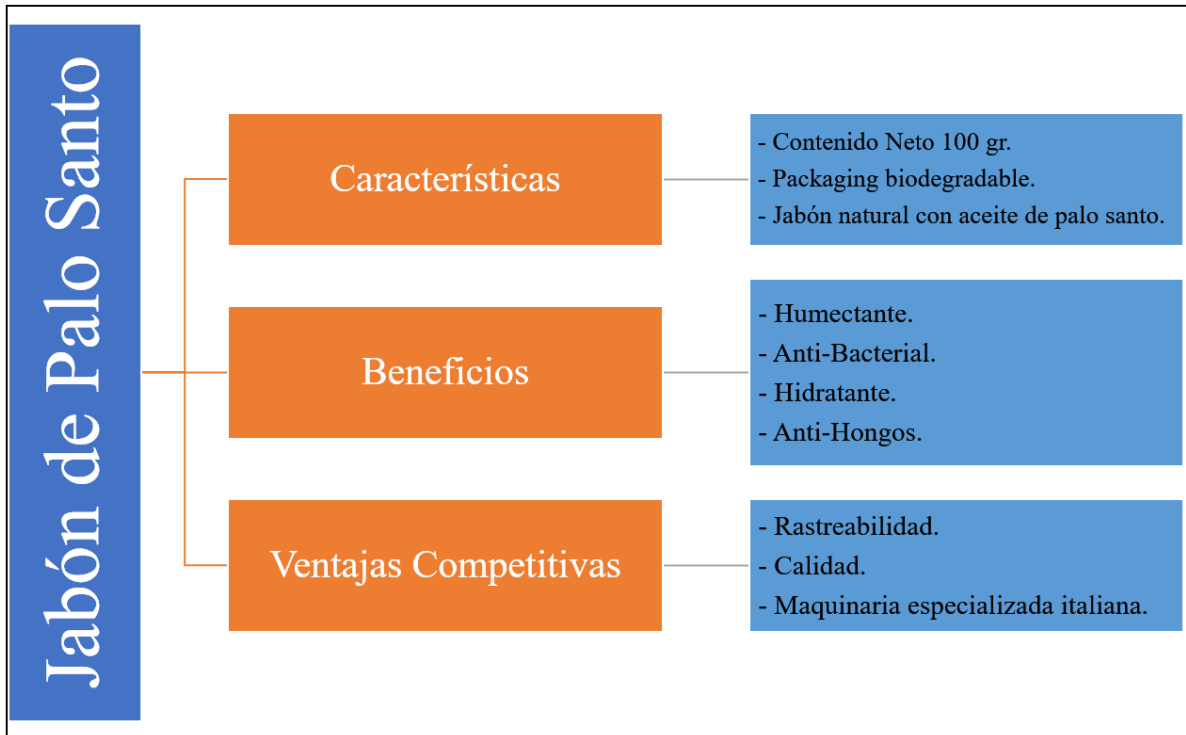 Jabón de Palo Santo
Características
- Contenido Neto 100 gr.
- Packaging biodegradable.
- Jabón natural con aceite de palo santo.
Beneficios
- Humectante.
- Anti-Bacterial.
- Hidratante.
- Anti-Hongos.
Ventajas Competitivas
- Rastreabilidad.
- Calidad.
- Maquinaria especializada italiana.